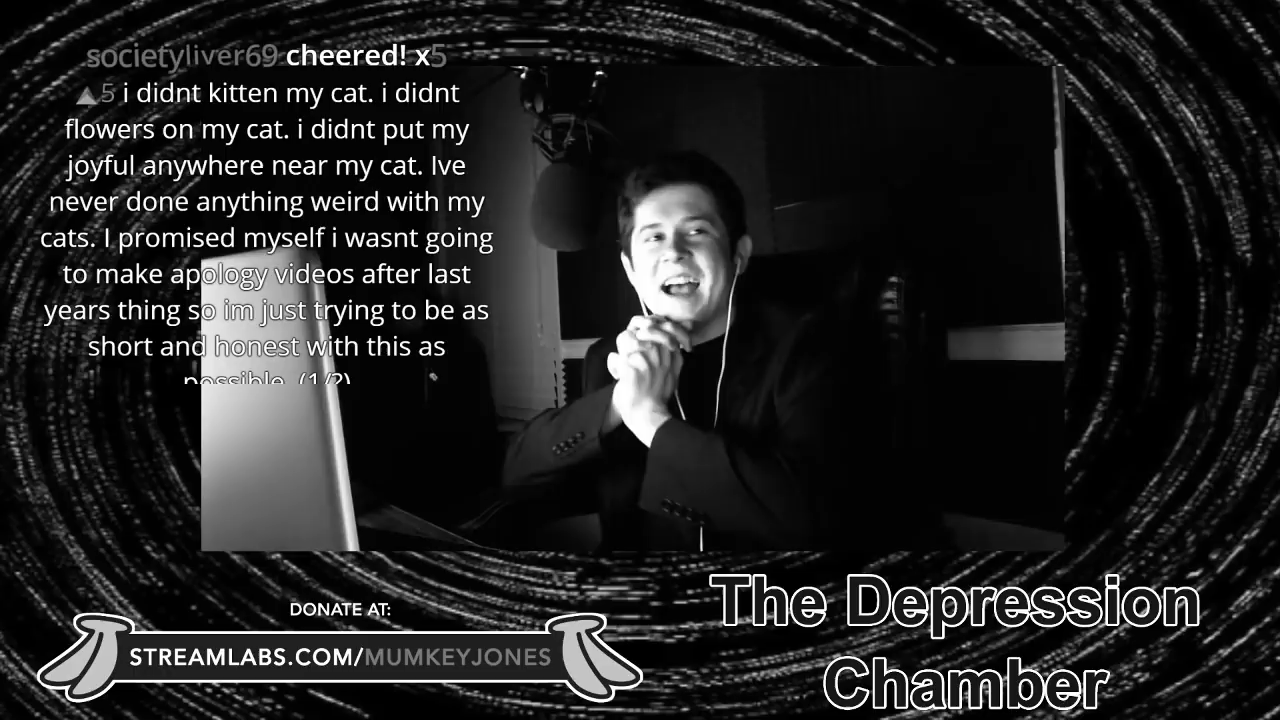 societyliver69 cheered! x5
5 i didnt kitten my cat. i didnt
flowers on my cat. i didnt put my
joyful anywhere near my cat. Ive
never done anything weird with my
cats. I promised myself i wasnt going
to make apology videos after last
years thing so im just trying to be as
short and honest with this as
possible. (1/2)
DONATE AT:
STREAMLABS.COM/MUMKEYJONES
The Depression
Chamber